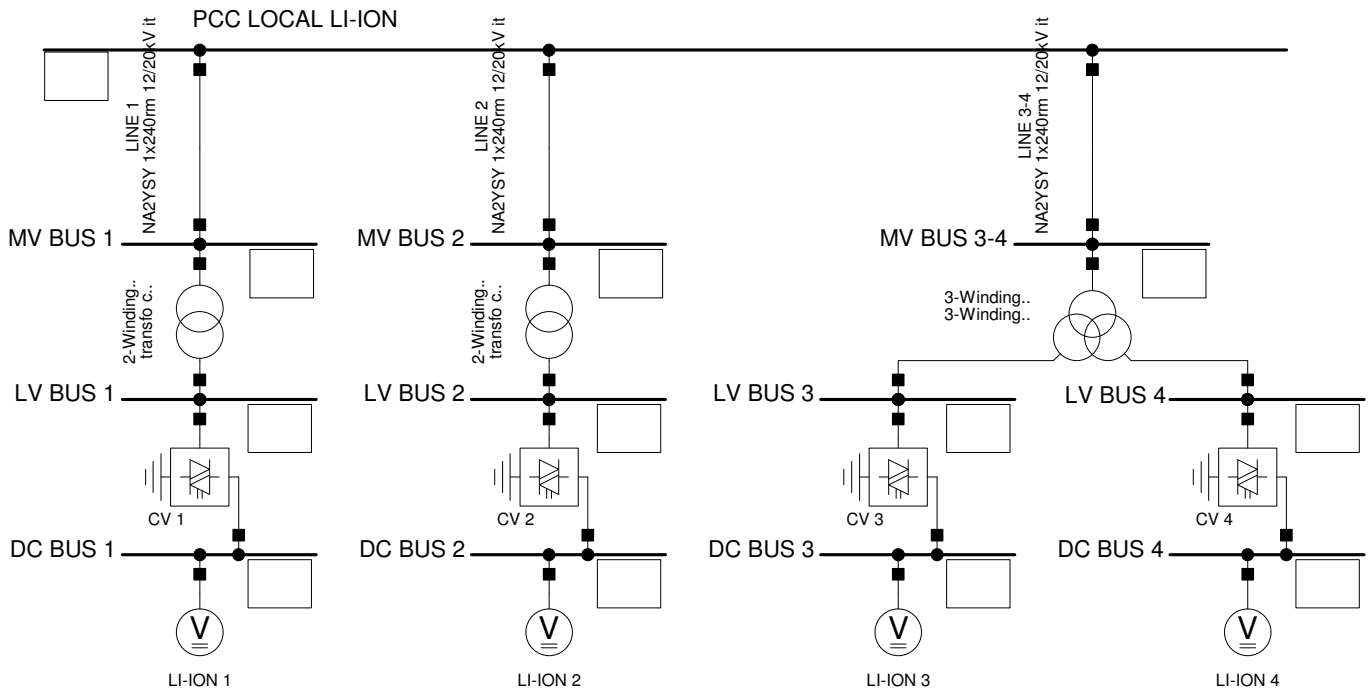 PCC LOCAL LI-ION
LINE 1
NA2YSY 1x240rm 12/20kV it
LINE 2
NA2YSY 1x240rm 12/20kV it
LINE 3-4
NA2YSY 1x240rm 12/20kV it
MV BUS 1
MV BUS 2
MV BUS 3-4
2-Winding..
transfo c..
2-Winding..
transfo c..
3-Winding..
3-Winding..
LV BUS 1
LV BUS 2
LV BUS 3
LV BUS 4
CV 1
CV 2
CV 3
CV 4
DC BUS 1
DC BUS 2
DC BUS 3
DC BUS 4
V
V
V
V
LI-ION 1
LI-ION 2
LI-ION 3
LI-ION 4